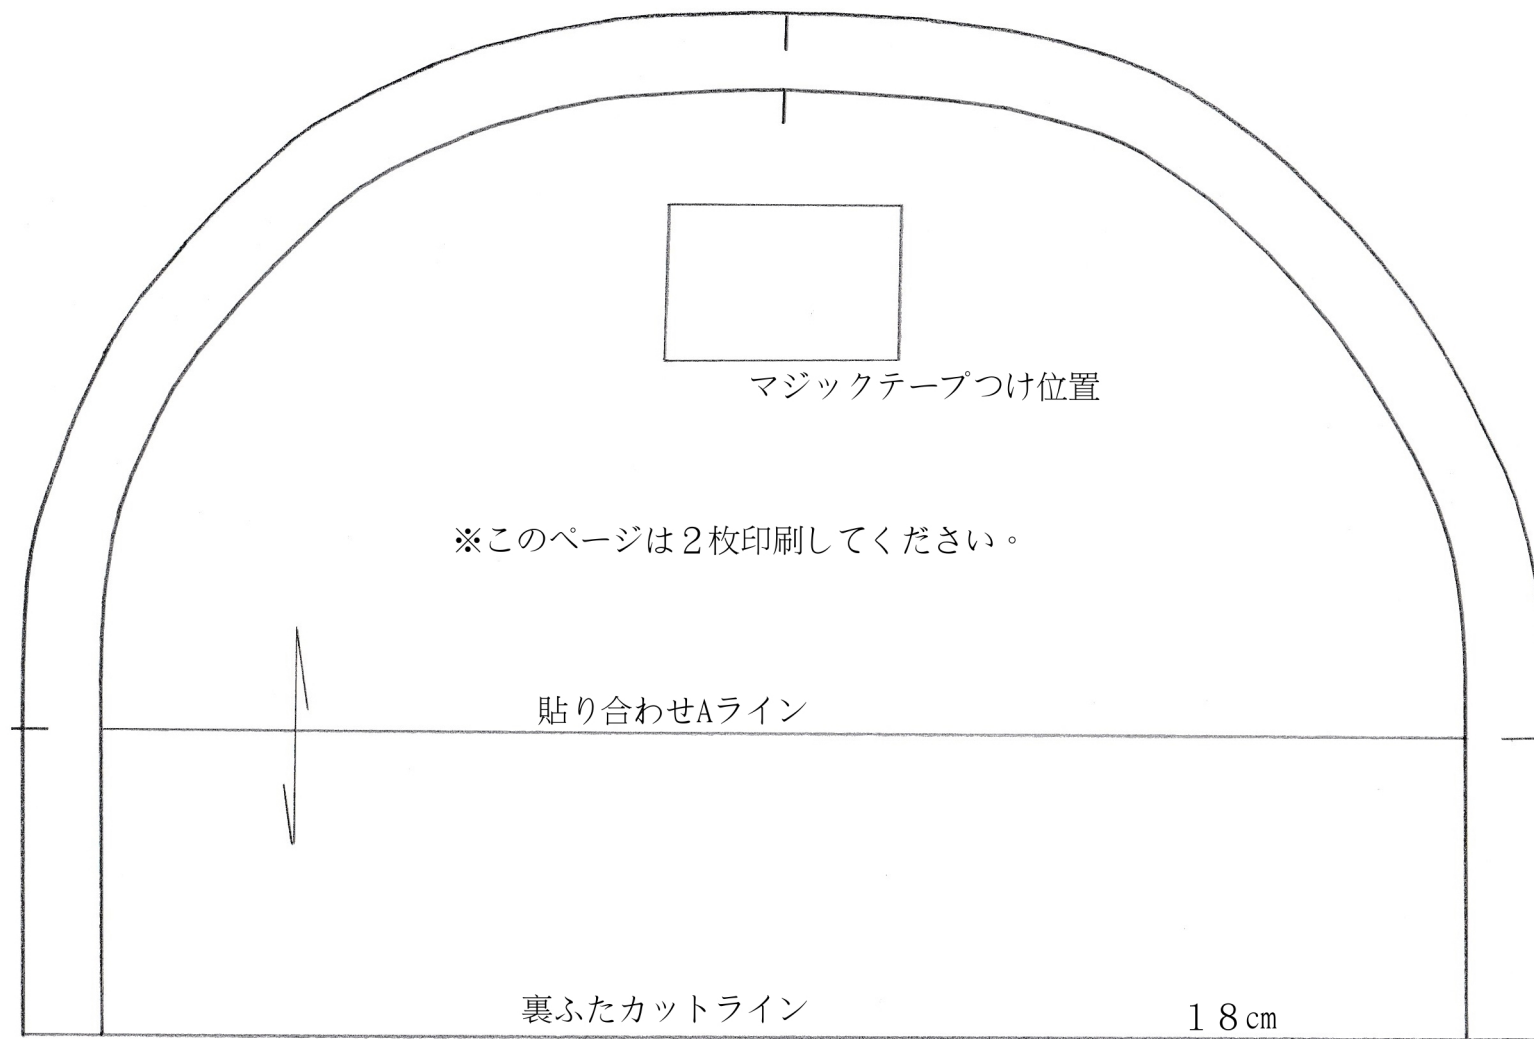 マジックテープつけ位置
※このページは２枚印刷してください。
貼り合わせAライン
裏ふたカットライン
１８cm